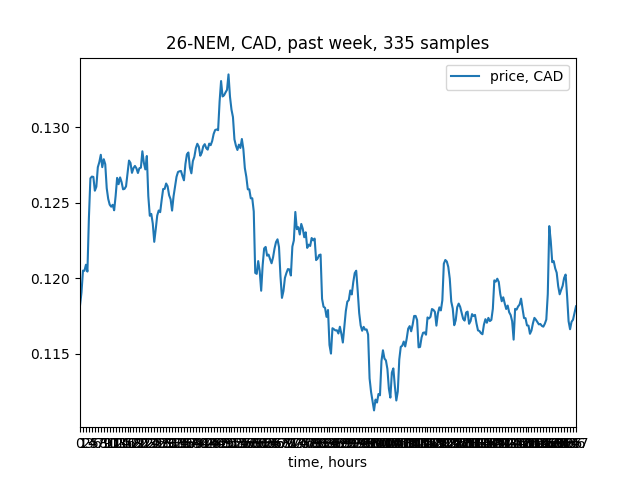 26-NEM, CAD, past week, 335 samples
price, CAD
0.130
0.125
0.120
0.115
time, hours